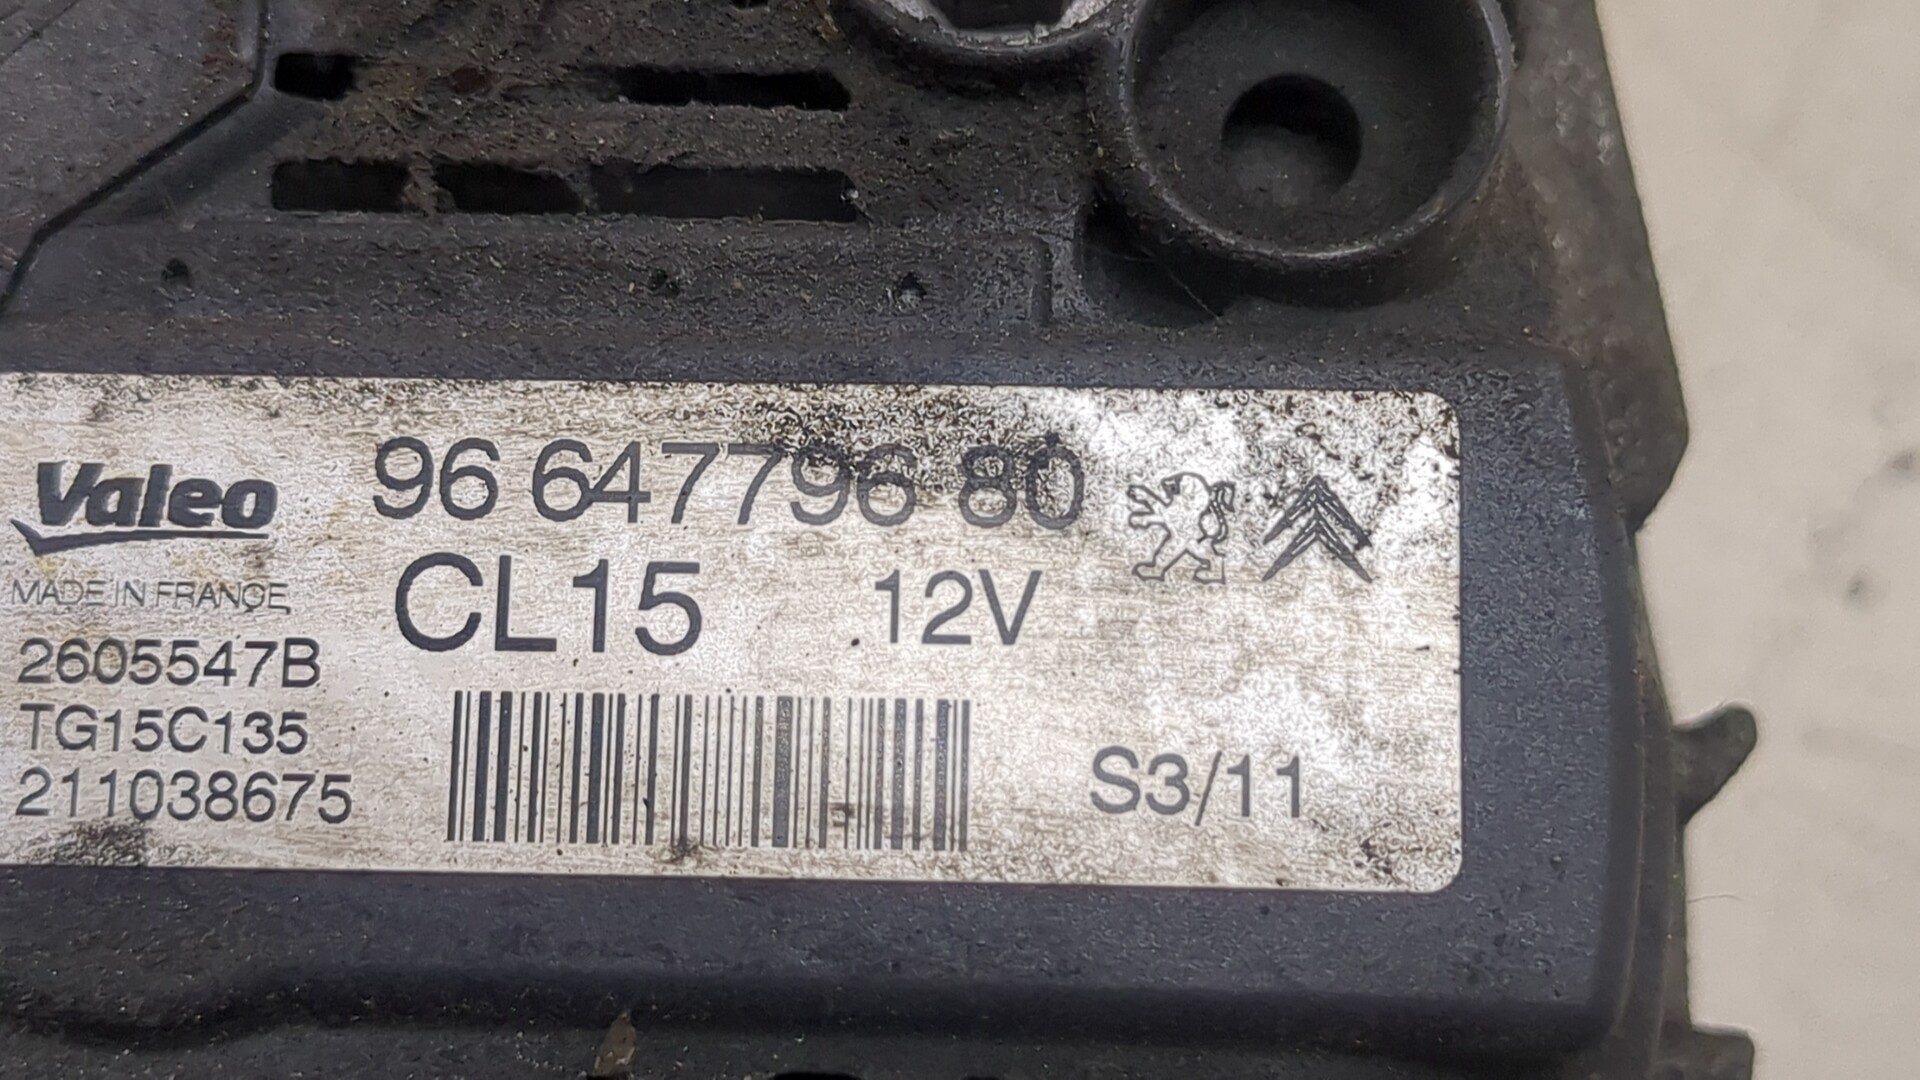 Valeo
96 647796 80
MADE IN FRANCE
CL15 12V
2605547B
TG15C135
211038675
S3/11